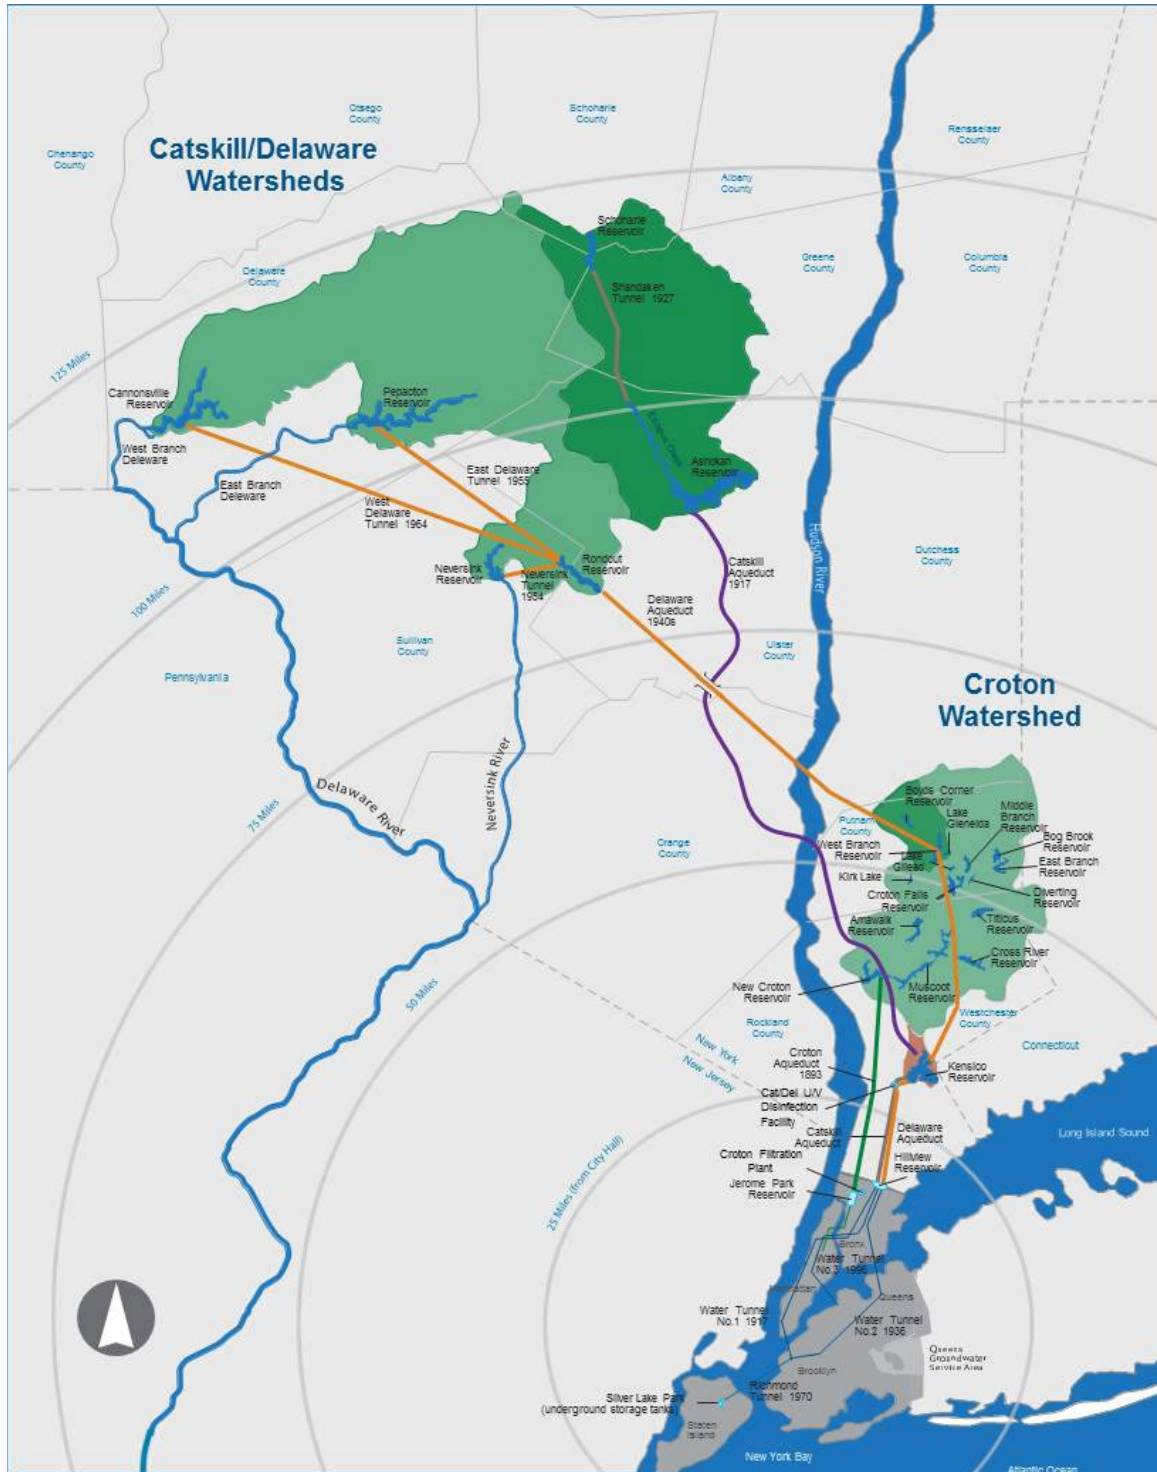 Otsego
County
Schoharie
County
Rensselaer
County
Chenango
County
Catskill/Delaware
Watersheds
Albany
County
Schoharie
Reservoir
Delaware
County
Greene
County
Columbia
County
Shandaken
Tunnel 1927
125 Miles
Cannonsville
Reservoir
Pepacton
Reservoir
West Branch
Deleware
East Branch
Deleware
East Delaware
Tunnel 1955
West
Delaware
Tunnel 1964
Ashokan
Reservoir
Hudson River
Dutchess
County
Neversink
Reservoir
Neversink
Tunnel
1954
Rondout
Reservoir
Catskill
Aqueduct
1917
Delaware
Aqueduct
1940s
100 Miles
Sullivan
County
Ulster
County
Pennsylvania
Croton
Watershed
Delaware River
Neversink River
75 Miles
Orange
County
Putnam
County
Boyds Corner
Reservoir
Lake
Gleneida
Middle
Branch
Reservoir
Bog Brook
Reservoir
West Branch
Reservoir
Lake
Gilead
East Branch
Reservoir
Kirk Lake
Croton Falls
Reservoir
Diverting
Reservoir
Amawalk
Reservoir
Titicus
Reservoir
Cross River
Reservoir
50 Miles
New Croton
Reservoir
Muscoot
Reservoir
Rockland
County
Westchester
County
New York
New Jersey
Connecticut
Croton
Aqueduct
1893
Kensico
Reservoir
Cat/Del U/V
Disinfection
Facility
Catskill
Aqueduct
Delaware
Aqueduct
Long Island Sound
25 Miles (from City Hall)
Croton Filtration
Plant
Hillview
Reservoir
Jerome Park
Reservoir
Bronx
Water Tunnel
No.3 1996
Manhattan
Queens
Water Tunnel
No.1 1917
Water Tunnel
No.2 1936
Queens
Groundwater
Service Area
Brooklyn
Richmond
Tunnel 1970
Silver Lake Park
(underground storage tanks)
Staten
Island
New York Bay
Atlantic Ocean